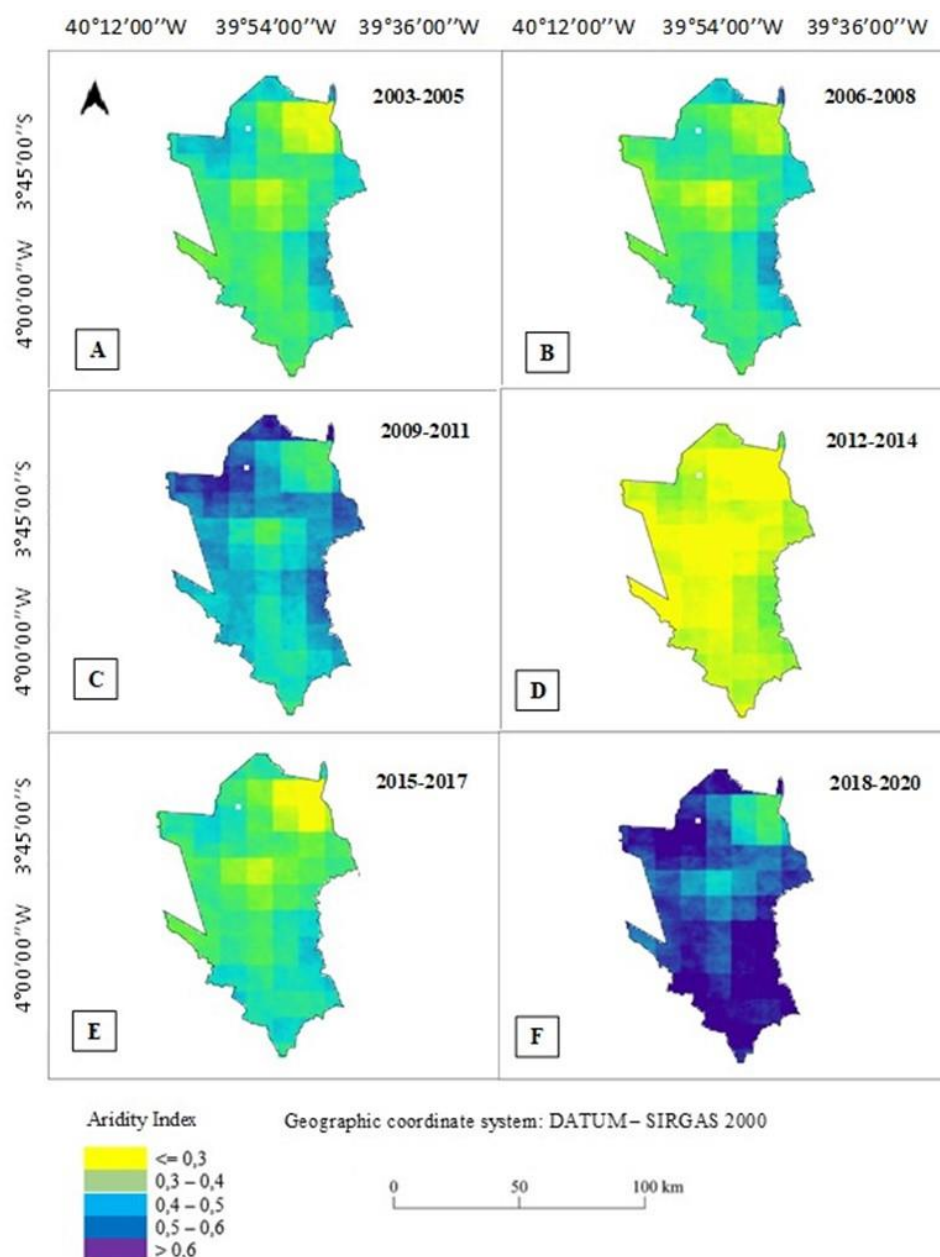 40°12′00′′W 39°54′00′′W 39°36′00′′W 40°12′00′′W 39°54′00′′W 39°36′00′′W
3°45′00′′S
4°00′00′′W
2003-2005
A
2006-2008
B
3°45′00′′S
4°00′00′′W
2009-2011
C
2012-2014
D
3°45′00′′S
4°00′00′′W
2015-2017
E
2018-2020
F
Aridity Index
<= 0,3
0,3 – 0,4
0,4 – 0,5
0,5 – 0,6
> 0.6
Geographic coordinate system: DATUM – SIRGAS 2000
0 50 100 km